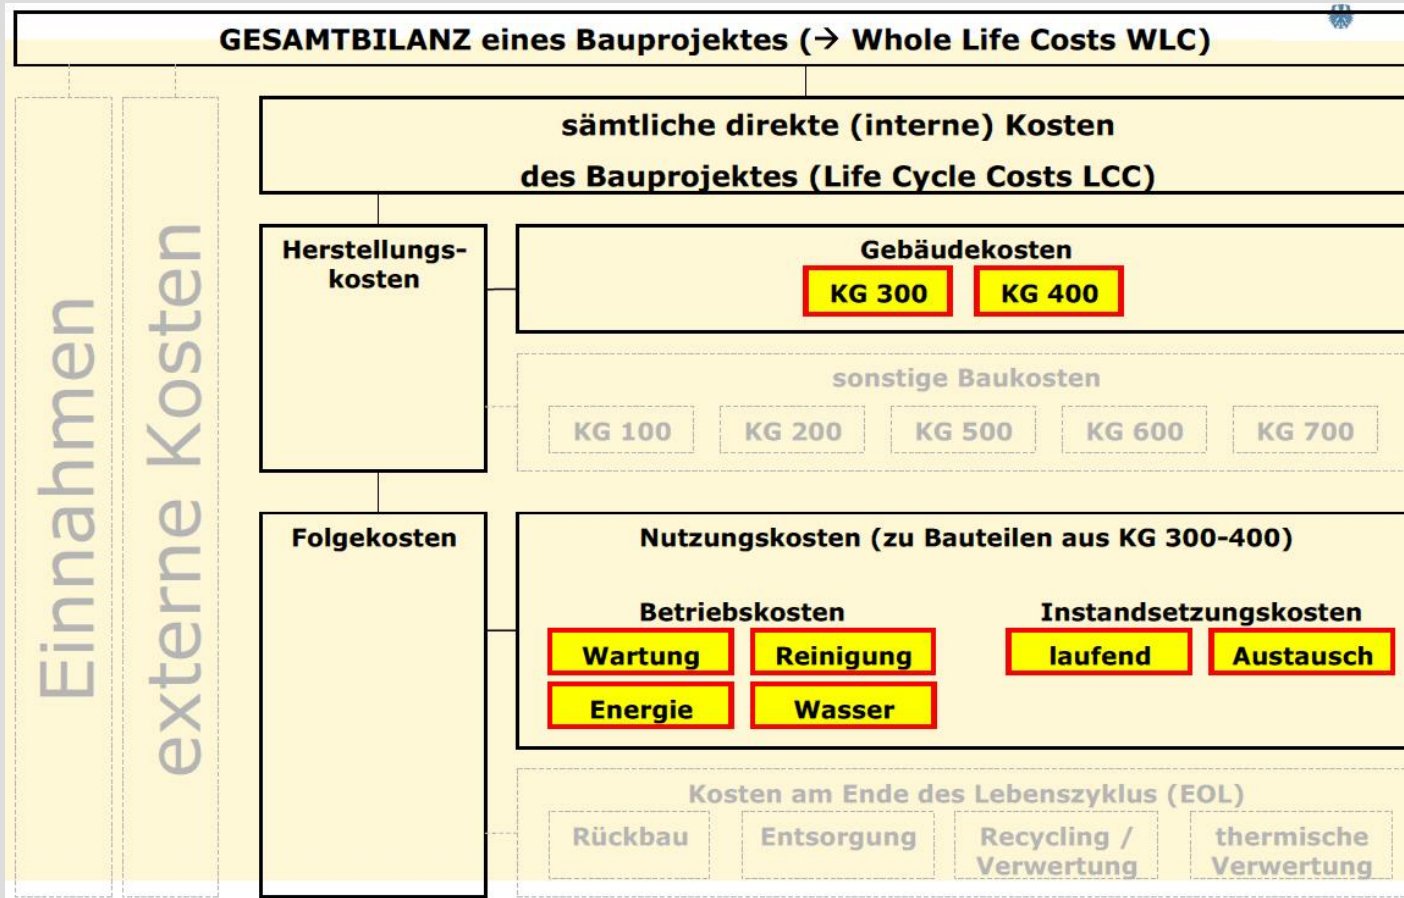 GESAMTBILANZ eines Bauprojektes (→ Whole Life Costs WLC)
sämtliche direkte (interne) Kosten
des Bauprojektes (Life Cycle Costs LCC)
Einnahmen
externe Kosten
Herstellungs-
kosten
Gebäudekosten
KG 300 KG 400
sonstige Baukosten
KG 100 KG 200 KG 500 KG 600 KG 700
Folgekosten
Nutzungskosten (zu Bauteilen aus KG 300-400)
Betriebskosten
Wartung Reinigung
Energie Wasser
Instandsetzungskosten
laufend Austausch
Kosten am Ende des Lebenszyklus (EOL)
Rückbau
Entsorgung
Recycling /
Verwertung
thermische
Verwertung